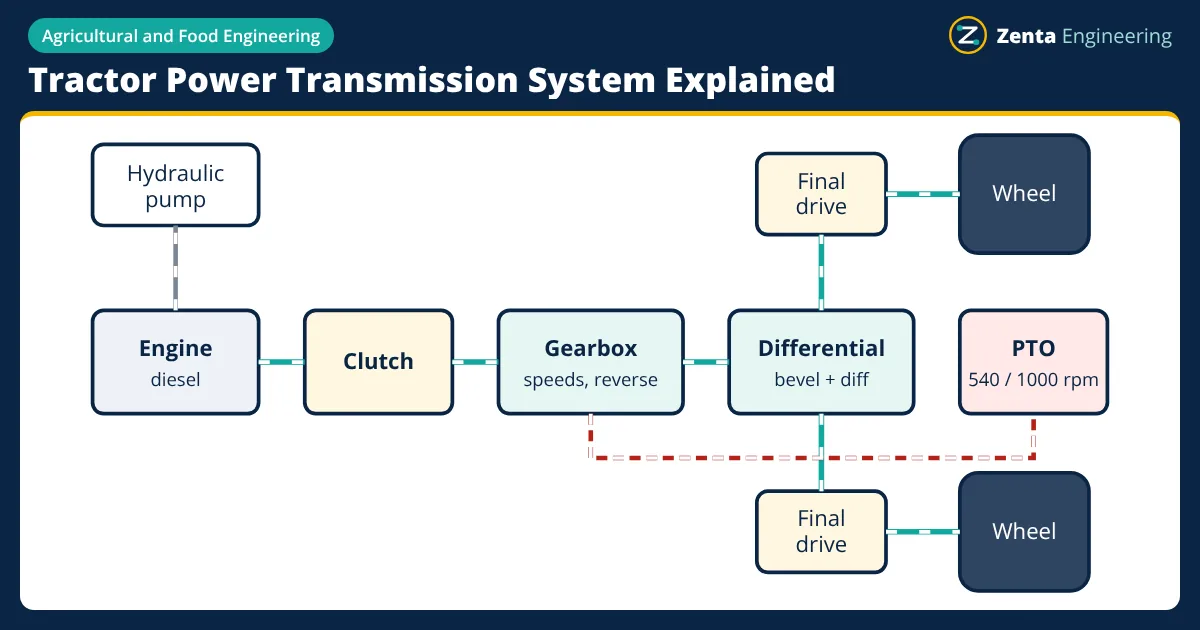 Agricultural and Food Engineering
Zenta Engineering
Tractor Power Transmission System Explained
Hydraulic
pump
Final
drive
Wheel
Engine
diesel
Clutch
Gearbox
speeds, reverse
Differential
bevel + diff
PTO
540 / 1000 rpm
Final
drive
Wheel